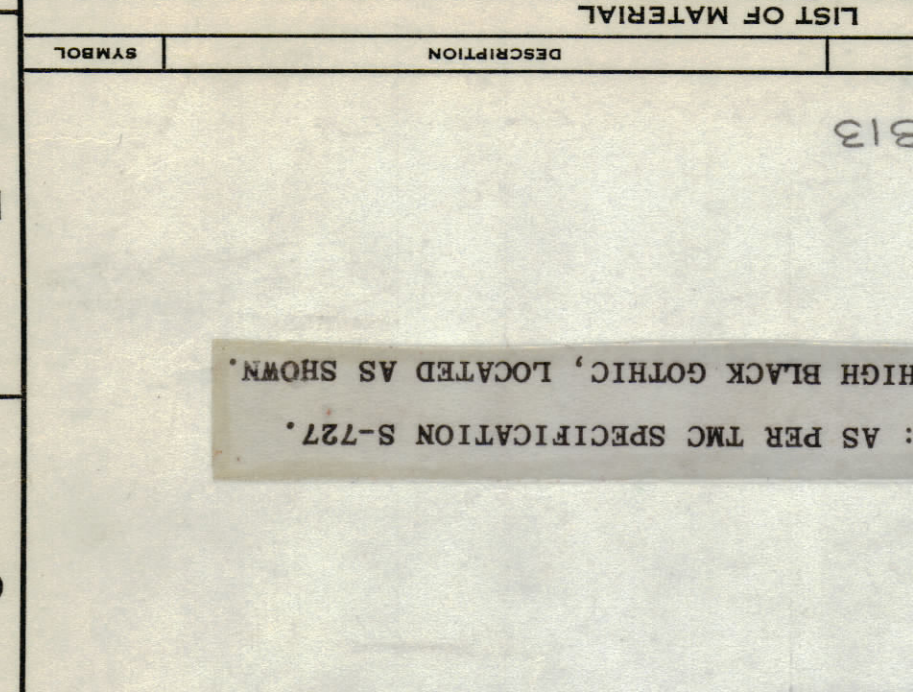 : AS PER TMC SPECIFICATION S-727.
HIGH BLACK GOTHIC, LOCATED AS SHOWN.
DESCRIPTION SYMBOL
LIST OF MATERIAL